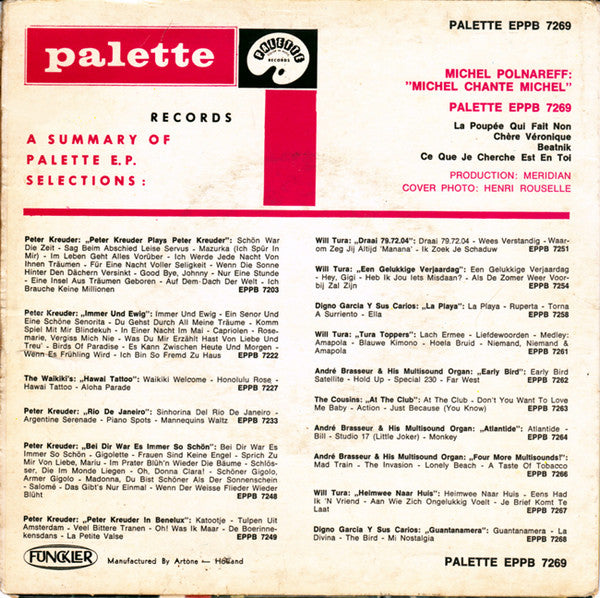 PALETTE EPPB 7269
palette
PALETTE
RECORDS
RECORDS
A SUMMARY OF
PALETTE E.P.
SELECTIONS :
MICHEL POLNAREFF:
"MICHEL CHANTE MICHEL"
PALETTE EPPB 7269
La Poupée Qui Fait Non
Chère Véronique
Beatnik
Ce Que Je Cherche Est En Toi
PRODUCTION: MERIDIAN
COVER PHOTO: HENRI ROUSELLE
Peter Kreuder: „Peter Kreuder Plays Peter Kreuder": Schön War
Die Zeit - Sag Beim Abschied Leise Servus - Mazurka (Ich Spür In
Mir) - Im Leben Geht Alles Vorüber - Ich Werde Jede Nacht Von
Ihnen Träumen - Für Eine Nacht Voller Seligkeit - Wenn Die Sonne
Hinter Den Dächern Versinkt - Good Bye, Johnny - Nur Eine Stunde
- Eine Insel Aus Träumen Geboren - Auf Dem-Dach Der Welt - Ich
Brauche Keine Millionen EPPB 7203
Peter Kreuder: „Immer Und Ewig": Immer Und Ewig - Ein Senor Und
Eine Schöne Senorita - Du Gehst Durch All Meine Träume - Komm
Spiel Mit Mir Blindekuh - In Einer Nacht Im Mai - Capriolen - Rose-
marie, Vergiss Mich Nie - Was Du Mir Erzählt Hast Von Liebe Und
Treu' - Birds Of Paradise - Es Kann Zwischen Heute Und Morgen -
Wenn Es Frühling Wird - Ich Bin So Fremd Zu Haus EPPB 7222
The Waikiki's: „Hawai Tattoo": Waikiki Welcome - Honolulu Rose -
Hawai Tattoo - Aloha Parade EPPB 7227
Peter Kreuder: „Rio De Janeiro": Sinhorina Del Rio De Janeiro -
Argentine Serenade - Piano Spots - Mannequins Waltz EPPB 7233
Peter Kreuder: „Bei Dir War Es Immer So Schön": Bei Dir War Es
Immer So Schön - Gigolette - Frauen Sind Keine Engel - Sprich Zu
Mir Von Liebe, Mariu - Im Prater Blüh'n Wieder Die Bäume - Schlös-
ser, Die Im Monde Liegen - Oh, Donna Clara! - Schöner Gigolo,
Armer Gigolo - Madonna, Du Bist Schöner Als Der Sonnenschein
- Salomé - Das Gibt's Nur Einmal - Wenn Der Weisse Flieder Wieder
Blüht EPPB 7248
Peter Kreuder: „Peter Kreuder In Benelux": Katootje - Tulpen Uit
Amsterdam - Veel Bittere Tranen - Oh! Was Ik Maar - De Boerinne-
kensdans - La Petite Valse EPPB 7249
Will Tura: „Draai 79.72.04": Draai 79.72.04 - Wees Verstandig - Waar-
om Zeg Jij Altijd 'Manana' - Ik Zoek Je Schaduw EPPB 7251
Will Tura: „Een Gelukkige Verjaardag": Een Gelukkige Verjaardag
- Hey, Gigi - Heb Ik Jou Iets Misdaan? - Als De Zomer Weer Voor-
bij Zal Zijn EPPB 7254
Digno Garcia Y Sus Carios: „La Playa": La Playa - Ruperta - Torna
A Surriento - Ella EPPB 7258
Will Tura: „Tura Toppers": Lach Ermee - Liefdewoorden - Medley:
Amapola - Blauwe Kimono - Hoela Bruid - Niemand, Niemand &
Amapola EPPB 7261
André Brasseur & His Multisound Organ: „Early Bird": Early Bird
Satellite - Hold Up - Special 230 - Far West EPPB 7262
The Cousins: „At The Club": At The Club - Don't You Want To Love
Me Baby - Action - Just Because (You Know) EPPB 7263
André Brasseur & His Multisound Organ: „Atlantide": Atlantide -
Bill - Studio 17 (Little Joker) - Monkey EPPB 7264
André Brasseur & His Multisound Organ: „Four More Multisounds!":
Mad Train - The Invasion - Lonely Beach - A Taste Of Tobacco
EPPB 7266
Will Tura: „Heimwee Naar Huis": Heimwee Naar Huis - Eens Had
Ik 'N Vriend - Aan Wie Zich Ongelukkig Voelt - Je Brief Komt Te
Laat EPPB 7267
Digno Garcia Y Sus Carios: „Guantanamera": Guantanamera - La
Divina - The Bird - Mi Nostalgia EPPB 7268
FUNCKLER
Manufactured By Artone — Holland
PALETTE EPPB 7269